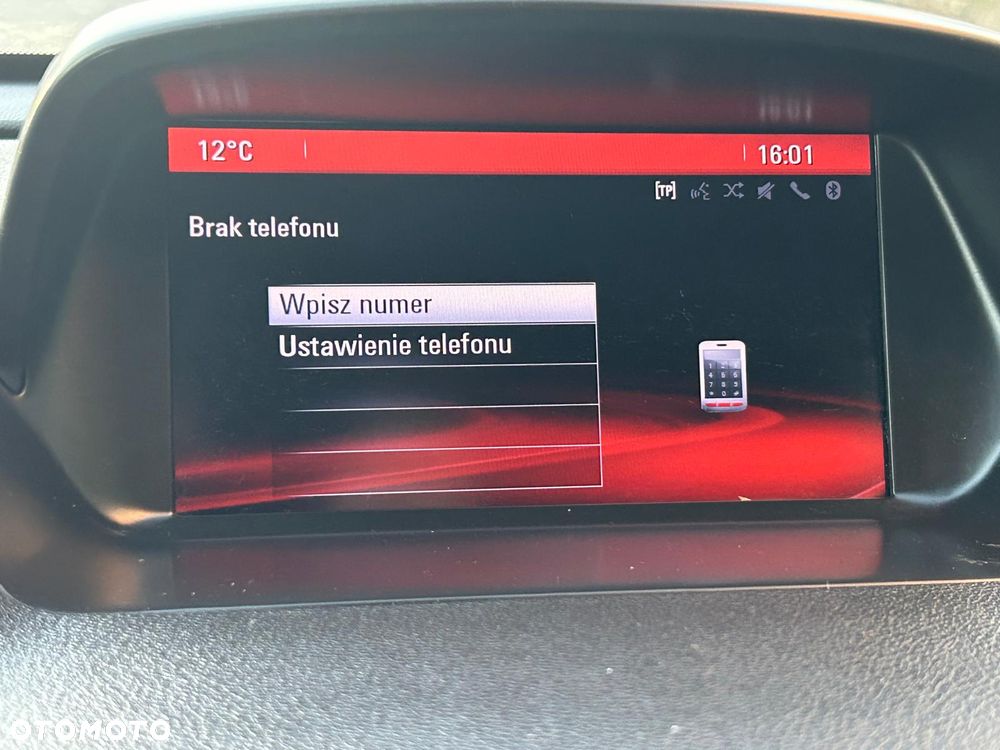 12°C 16:01
[TP]
Brak telefonu
Wpisz numer
Ustawienie telefonu
OTOMOTO